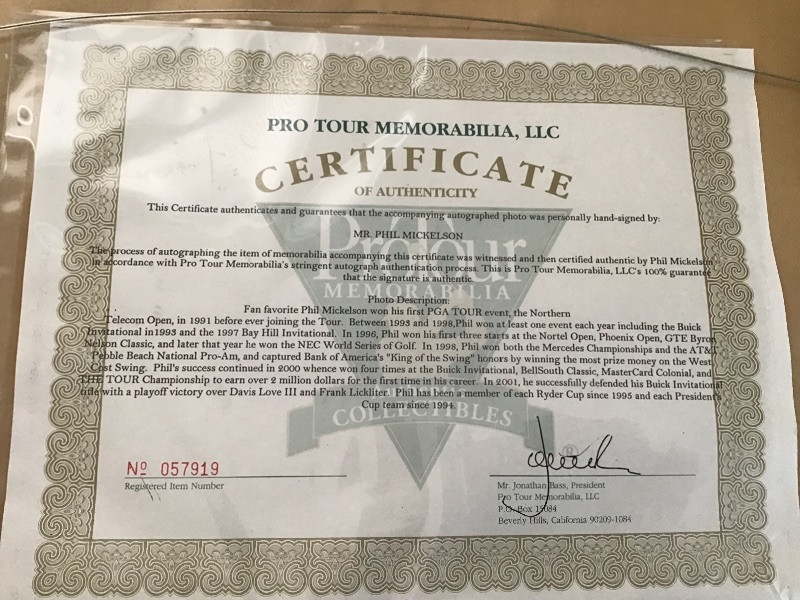 PRO TOUR MEMORABILIA, LLC
CERTIFICATE
OF AUTHENTICITY
This Certificate authenticates and guarantees that the accompanying autographed photo was personally hand-signed by:
MR. PHIL MICKELSON
The process of autographing the item of memorabilia accompanying this certificate was witnessed and then certified authentic by Phil Mickelson
in accordance with Pro Tour Memorabilia's stringent autograph authentication process. This is Pro Tour Memorabilia, LLC's 100% guarantee
that the signature is authentic.
MEMORABILIA
Photo Description:
Fan favorite Phil Mickelson won his first PGA TOUR event, the Northern
Telecom Open, in 1991 before ever joining the Tour. Between 1993 and 1998,Phil won at least one event each year including the Buick
Invitational in1993 and the 1997 Bay Hill Invitational. In 1996, Phil won his first three starts at the Nortel Open, Phoenix Open, GTE Byron
Nelson Classic, and later that year he won the NEC World Series of Golf. In 1998, Phil won both the Mercedes Championships and the AT&T
Pebble Beach National Pro-Am, and captured Bank of America's "King of the Swing" honors by winning the most prize money on the West
Cost Swing. Phil's success continued in 2000 whence won four times at the Buick Invitational, BellSouth Classic, MasterCard Colonial, and
THE TOUR Championship to earn over 2 million dollars for the first time in his career. In 2001, he successfully defended his Buick Invitational
title with a playoff victory over Davis Love III and Frank Lickliter. Phil has been a member of each Ryder Cup since 1995 and each President's
Cup team since 1994.
COLLECTIBLES
Nº 057919
Registered Item Number
Mr. Jonathan Bass, President
Pro Tour Memorabilia, LLC
P.O. Box 15084
Beverly Hills, California 90209-1084